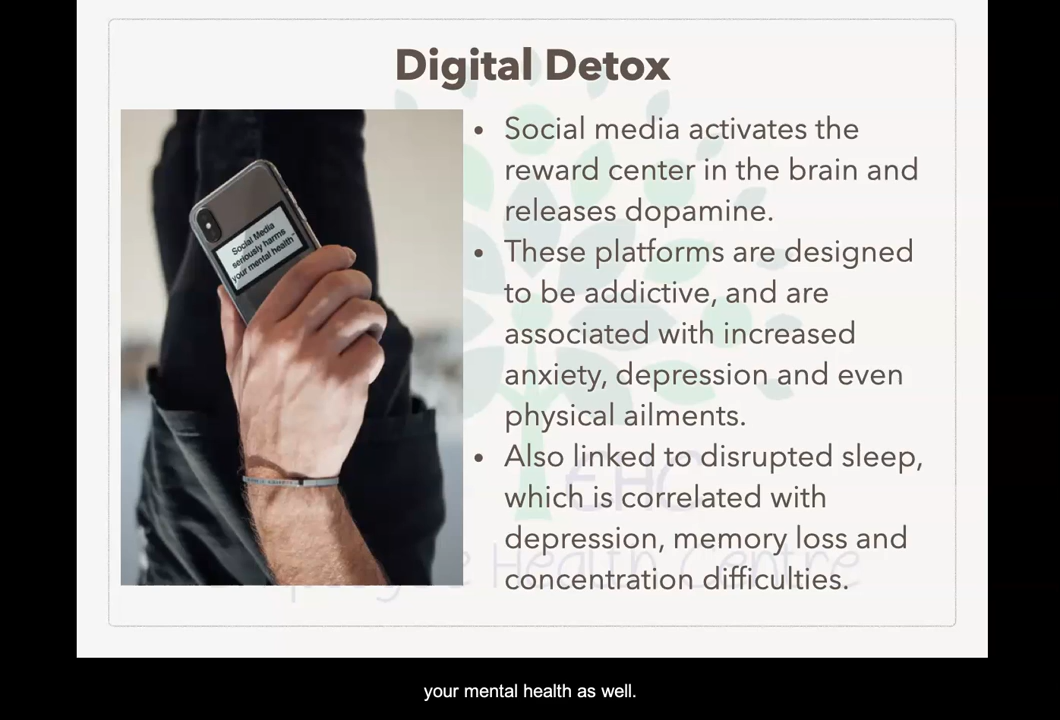 Digital Detox
Social Media
seriously harms
your mental health
• Social media activates the
reward center in the brain and
releases dopamine.
• These platforms are designed
to be addictive, and are
associated with increased
anxiety, depression and even
physical ailments.
• Also linked to disrupted sleep,
which is correlated with
depression, memory loss and
concentration difficulties.
EHC
Health Centre
your mental health as well.